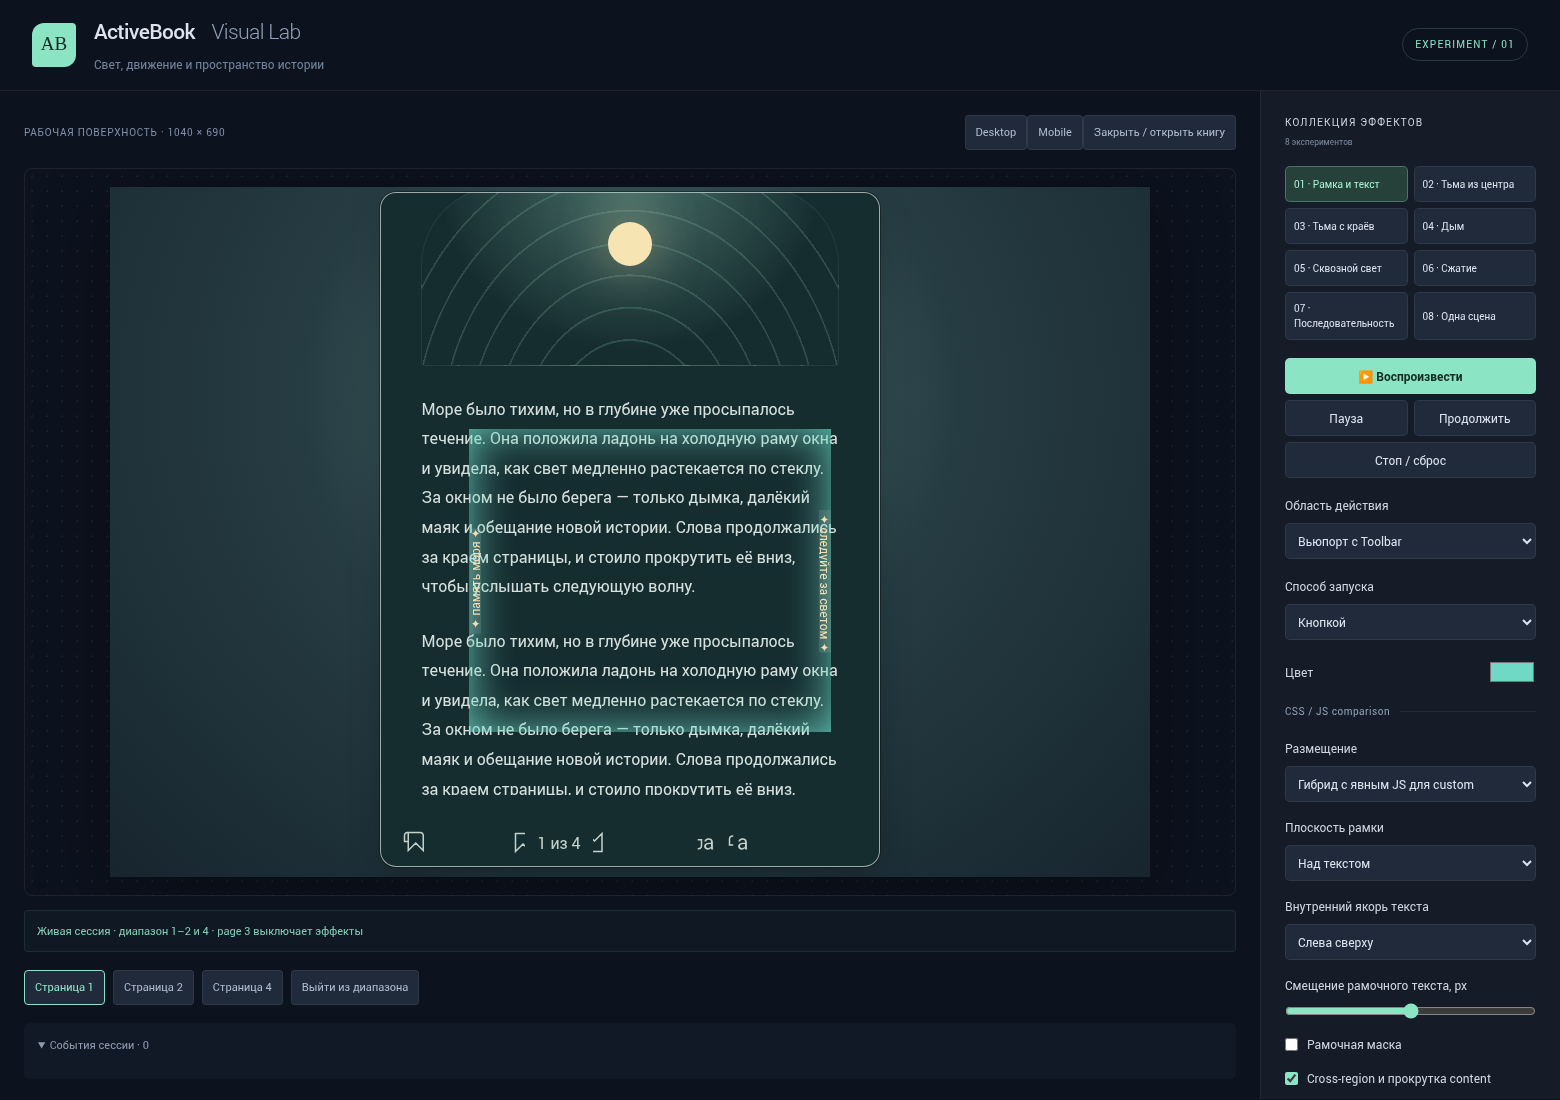 AB
ActiveBook Visual Lab
Свет, движение и пространство истории
EXPERIMENT / 01
РАБОЧАЯ ПОВЕРХНОСТЬ · 1040 × 690
Desktop
Mobile
Закрыть / открыть книгу
Море было тихим, но в глубине уже просыпалось
течение. Она положила ладонь на холодную раму окна
и увидела, как свет медленно растекается по стеклу.
За окном не было берега — только дымка, далёкий
маяк и обещание новой истории. Слова продолжались
за краем страницы, и стоило прокрутить её вниз,
чтобы услышать следующую волну.
Море было тихим, но в глубине уже просыпалось
течение. Она положила ладонь на холодную раму окна
и увидела, как свет медленно растекается по стеклу.
За окном не было берега — только дымка, далёкий
маяк и обещание новой истории. Слова продолжались
за краем страницы, и стоило прокрутить её вниз,
✦ память моря ✦
✦ следуйте за светом ✦
1 из 4
Живая сессия · диапазон 1–2 и 4 · page 3 выключает эффекты
Страница 1
Страница 2
Страница 4
Выйти из диапазона
▼ События сессии · 0
КОЛЛЕКЦИЯ ЭФФЕКТОВ
8 экспериментов
01 · Рамка и текст
02 · Тьма из центра
03 · Тьма с краёв
04 · Дым
05 · Сквозной свет
06 · Сжатие
07 ·
Последовательность
08 · Одна сцена
▶️ Воспроизвести
Пауза
Продолжить
Стоп / сброс
Область действия
Вьюпорт с Toolbar
Способ запуска
Кнопкой
Цвет
CSS / JS comparison
Размещение
Гибрид с явным JS для custom
Плоскость рамки
Над текстом
Внутренний якорь текста
Слева сверху
Смещение рамочного текста, px
Рамочная маска
Cross-region и прокрутка content